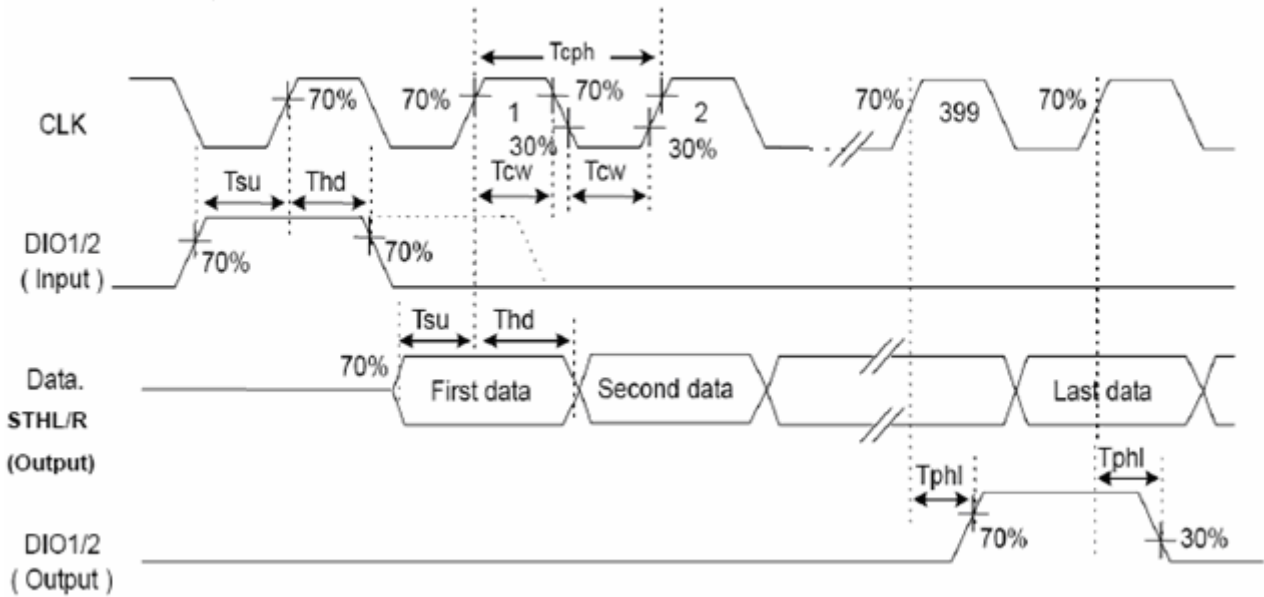 Tcph
CLK
70%
70%
1
70%
2
30%
30%
70%
399
70%
Tsu
Thd
Tcw
Tcw
DIO1/2
( Input )
70%
70%
Tsu
Thd
70%
Data.
First data
Second data
Last data
STHL/R
(Output)
Tphl
Tphl
DIO1/2
( Output )
70%
30%